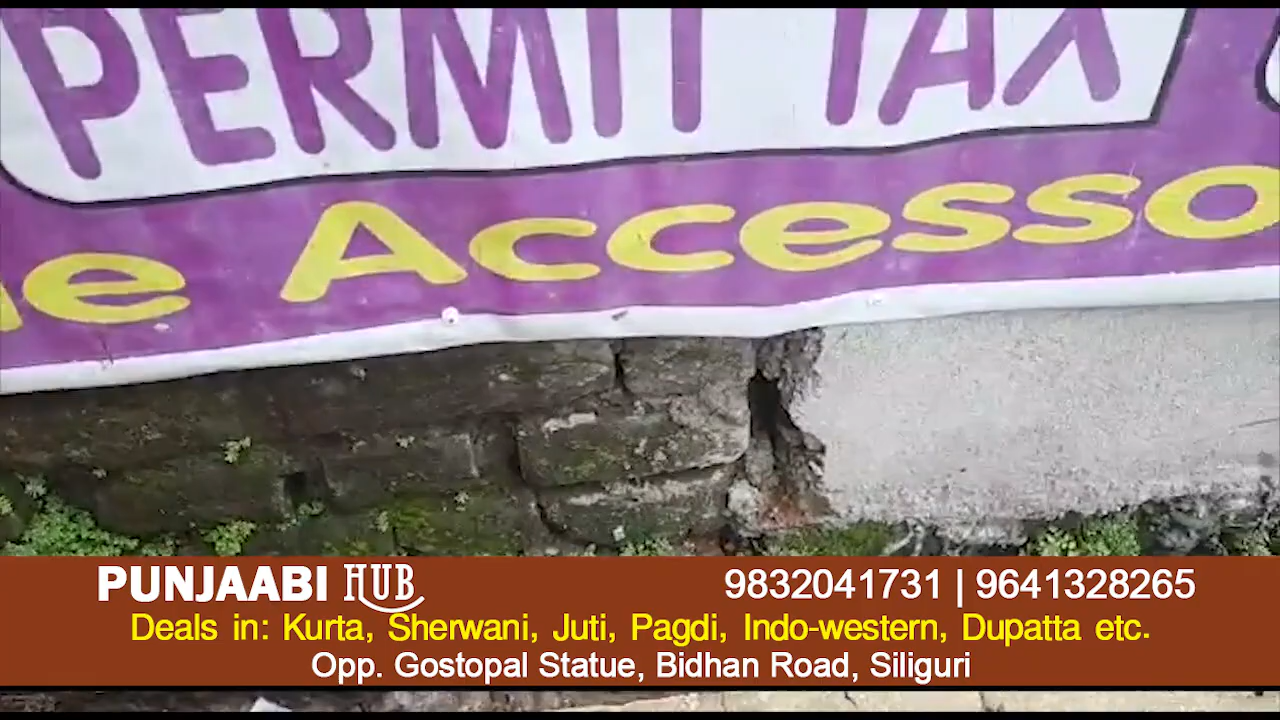 PERMIT TAX
e Accesso
PUNJAABI HUB
9832041731 | 9641328265
Deals in: Kurta, Sherwani, Juti, Pagdi, Indo-western, Dupatta etc.
Opp. Gostopal Statue, Bidhan Road, Siliguri